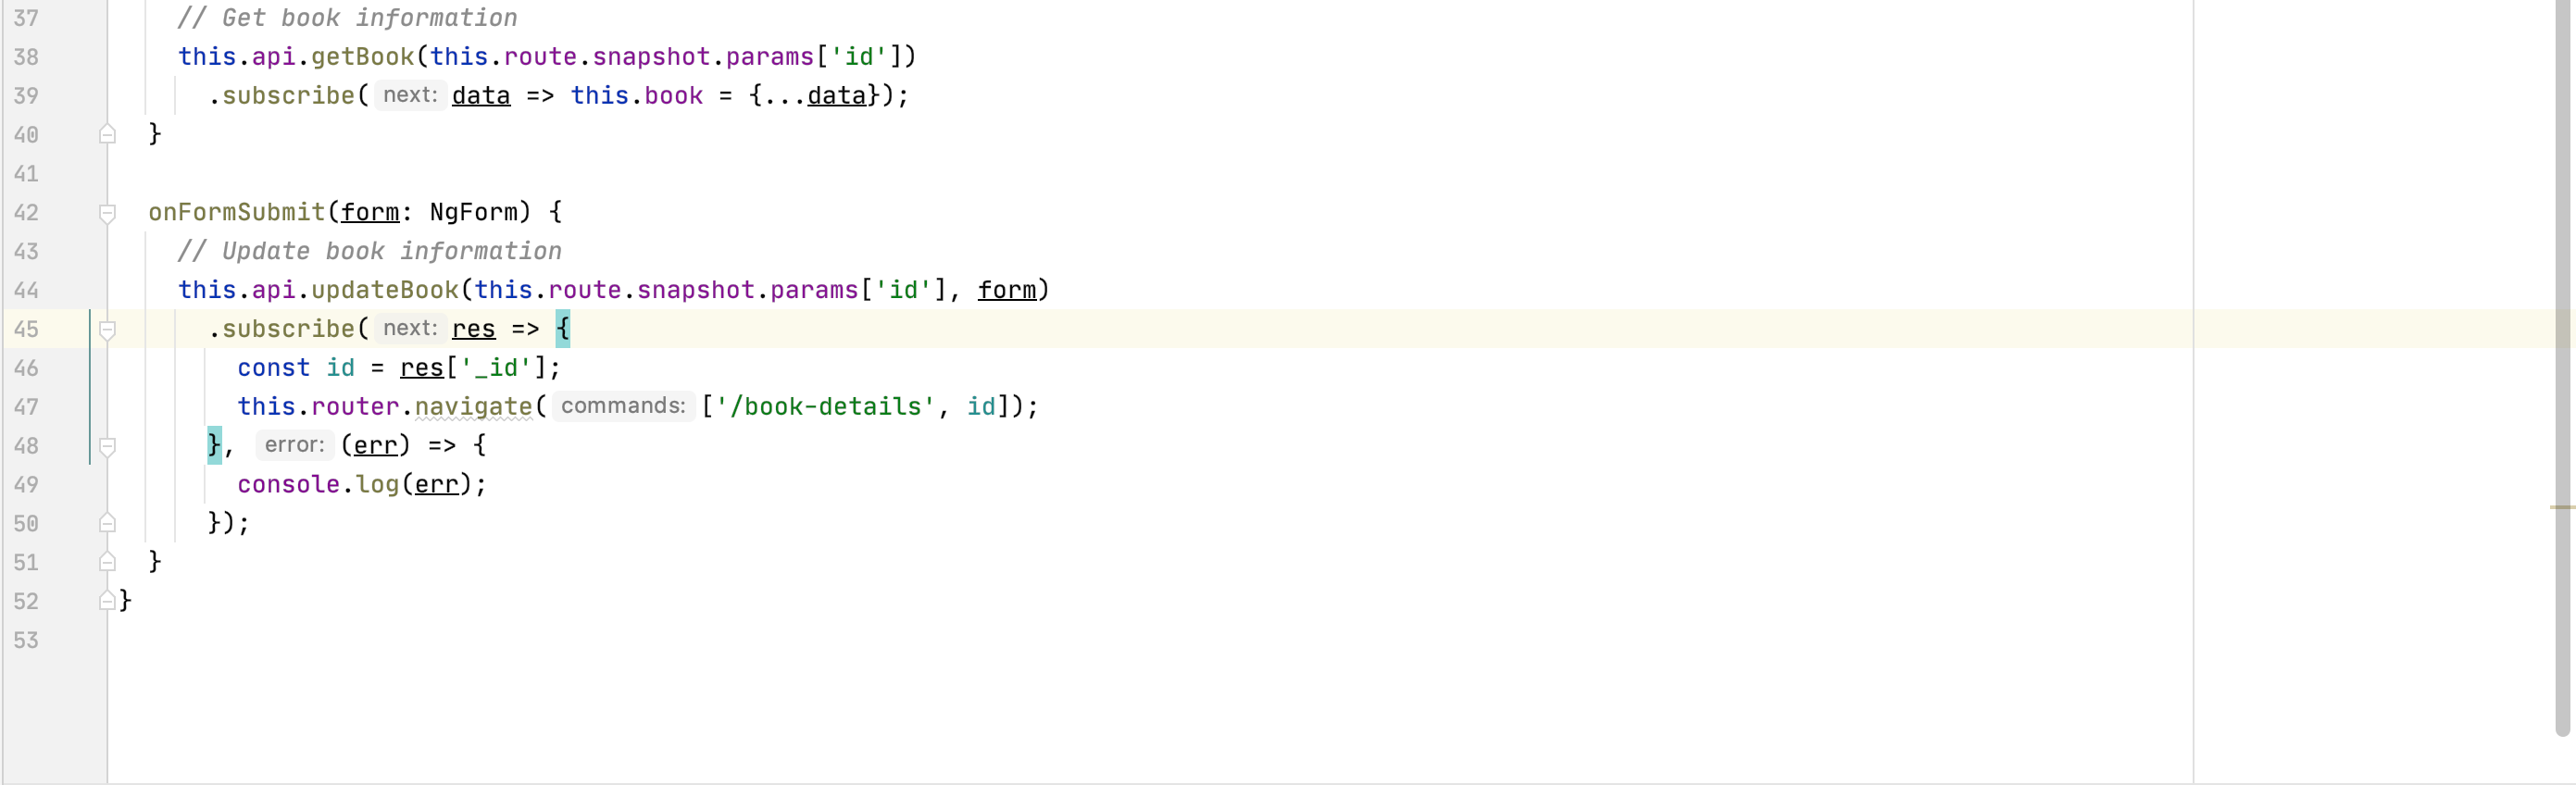 37 // Get book information
38 this.api.getBook(this.route.snapshot.params['id'])
39 .subscribe( next: data => this.book = {...data});
40 }
41
42 onFormSubmit(form: NgForm) {
43 // Update book information
44 this.api.updateBook(this.route.snapshot.params['id'], form)
45 .subscribe( next: res => {
46 const id = res['_id'];
47 this.router.navigate( commands: ['/book-details', id]);
48 }, error: (err) => {
49 console.log(err);
50 });
51 }
52 }
53